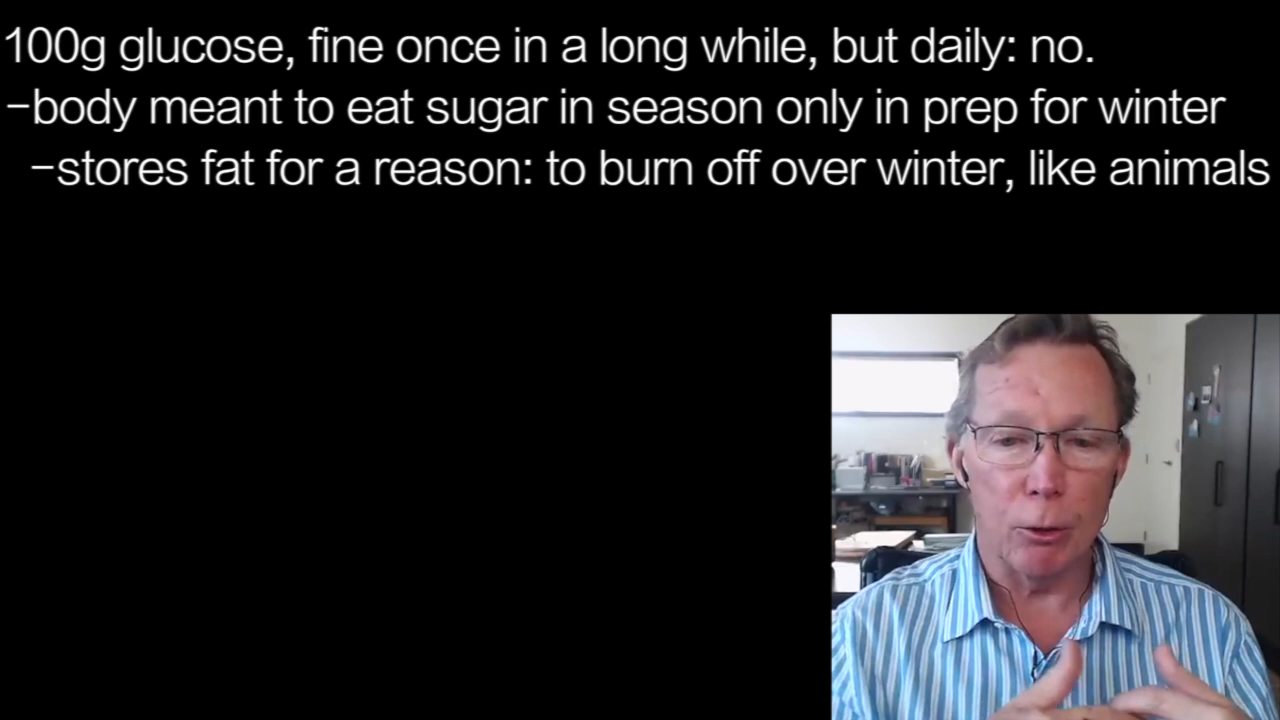 100g glucose, fine once in a long while, but daily: no.
–body meant to eat sugar in season only in prep for winter
–stores fat for a reason: to burn off over winter, like animals